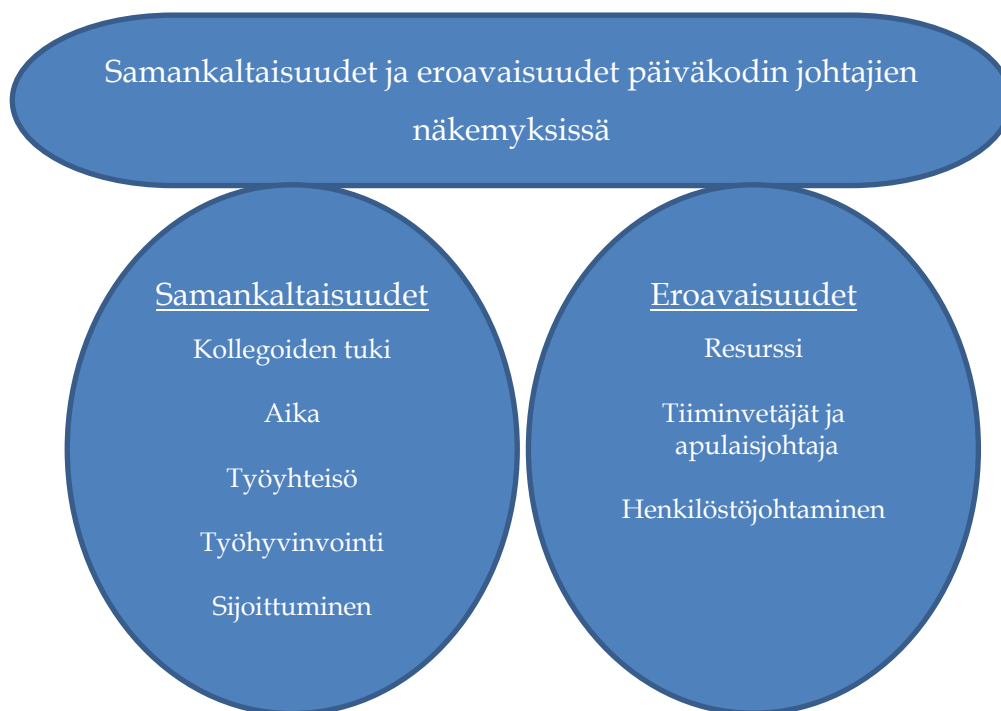 Samankaltaisuudet ja eroavaisuudet päiväkodin johtajien
näkemyksissä
Samankaltaisuudet
Kollegoiden tuki
Aika
Työyhteisö
Työhyvinvointi
Sijoittuminen
Eroavaisuudet
Resurssi
Tiiminvetäjät ja
apulaisjohtaja
Henkilöstöjohtaminen